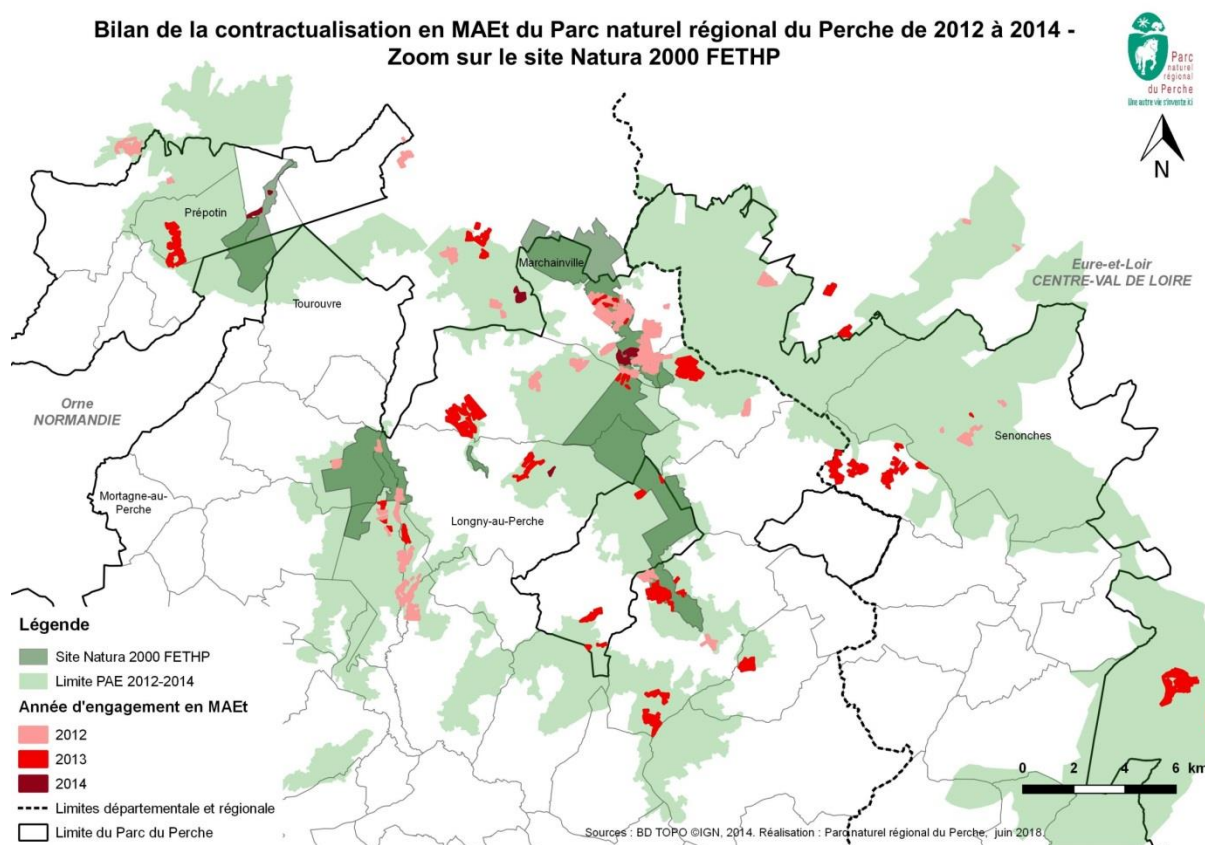 Bilan de la contractualisation en MAEt du Parc naturel régional du Perche de 2012 à 2014 -
Zoom sur le site Natura 2000 FETHP
Parc
naturel
régional
du Perche
Une autre vie s'invente ici
N
Prépotin
Marchainville
Tourouvre
Eure-et-Loir
CENTRE-VAL DE LOIRE
Orne
NORMANDIE
Senonches
Mortagne-au-
Perche
Longny-au-Perche
Légende
Site Natura 2000 FETHP
Limite PAE 2012-2014
Année d'engagement en MAEt
2012
2013
2014
Limites départementale et régionale
Limite du Parc du Perche
0 2 4 6 km
Sources : BD TOPO ©IGN, 2014. Réalisation : Parc naturel régional du Perche, juin 2018